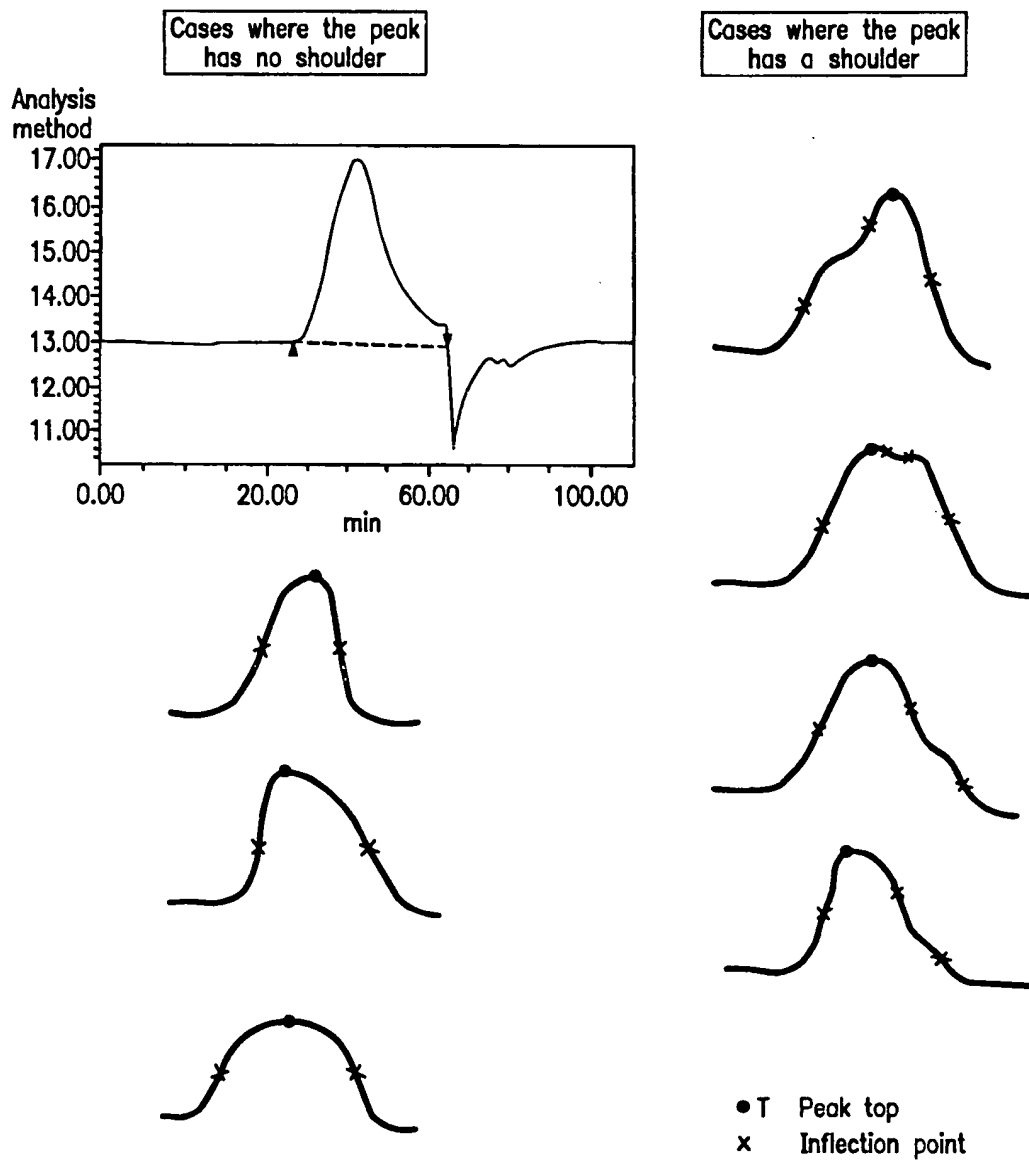 Cases where the peak
has no shoulder
Cases where the peak
has a shoulder
Analysis
method
17.00
16.00
15.00
14.00
13.00
12.00
11.00
0.00
20.00
60.00
100.00
min
T Peak top
x Inflection point